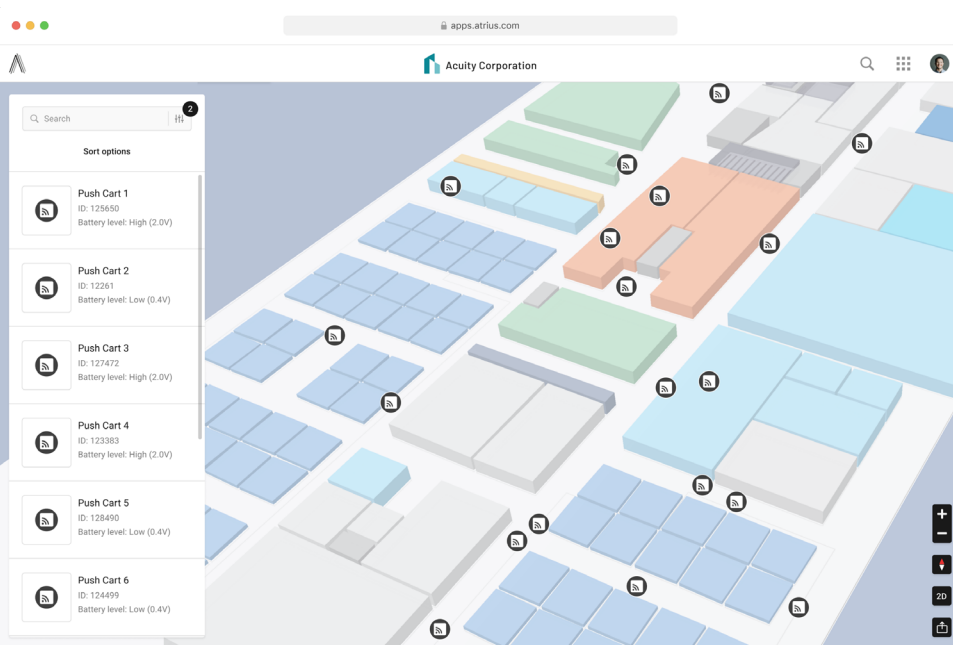 apps.atrius.com
Acuity Corporation
Search
2
Sort options
Push Cart 1
ID: 125650
Battery level: High (2.0V)
Push Cart 2
ID: 12261
Battery level: Low (0.4V)
Push Cart 3
ID: 127472
Battery level: High (2.0V)
Push Cart 4
ID: 123383
Battery level: High (2.0V)
Push Cart 5
ID: 128490
Battery level: Low (0.4V)
Push Cart 6
ID: 124499
Battery level: Low (0.4V)
2D